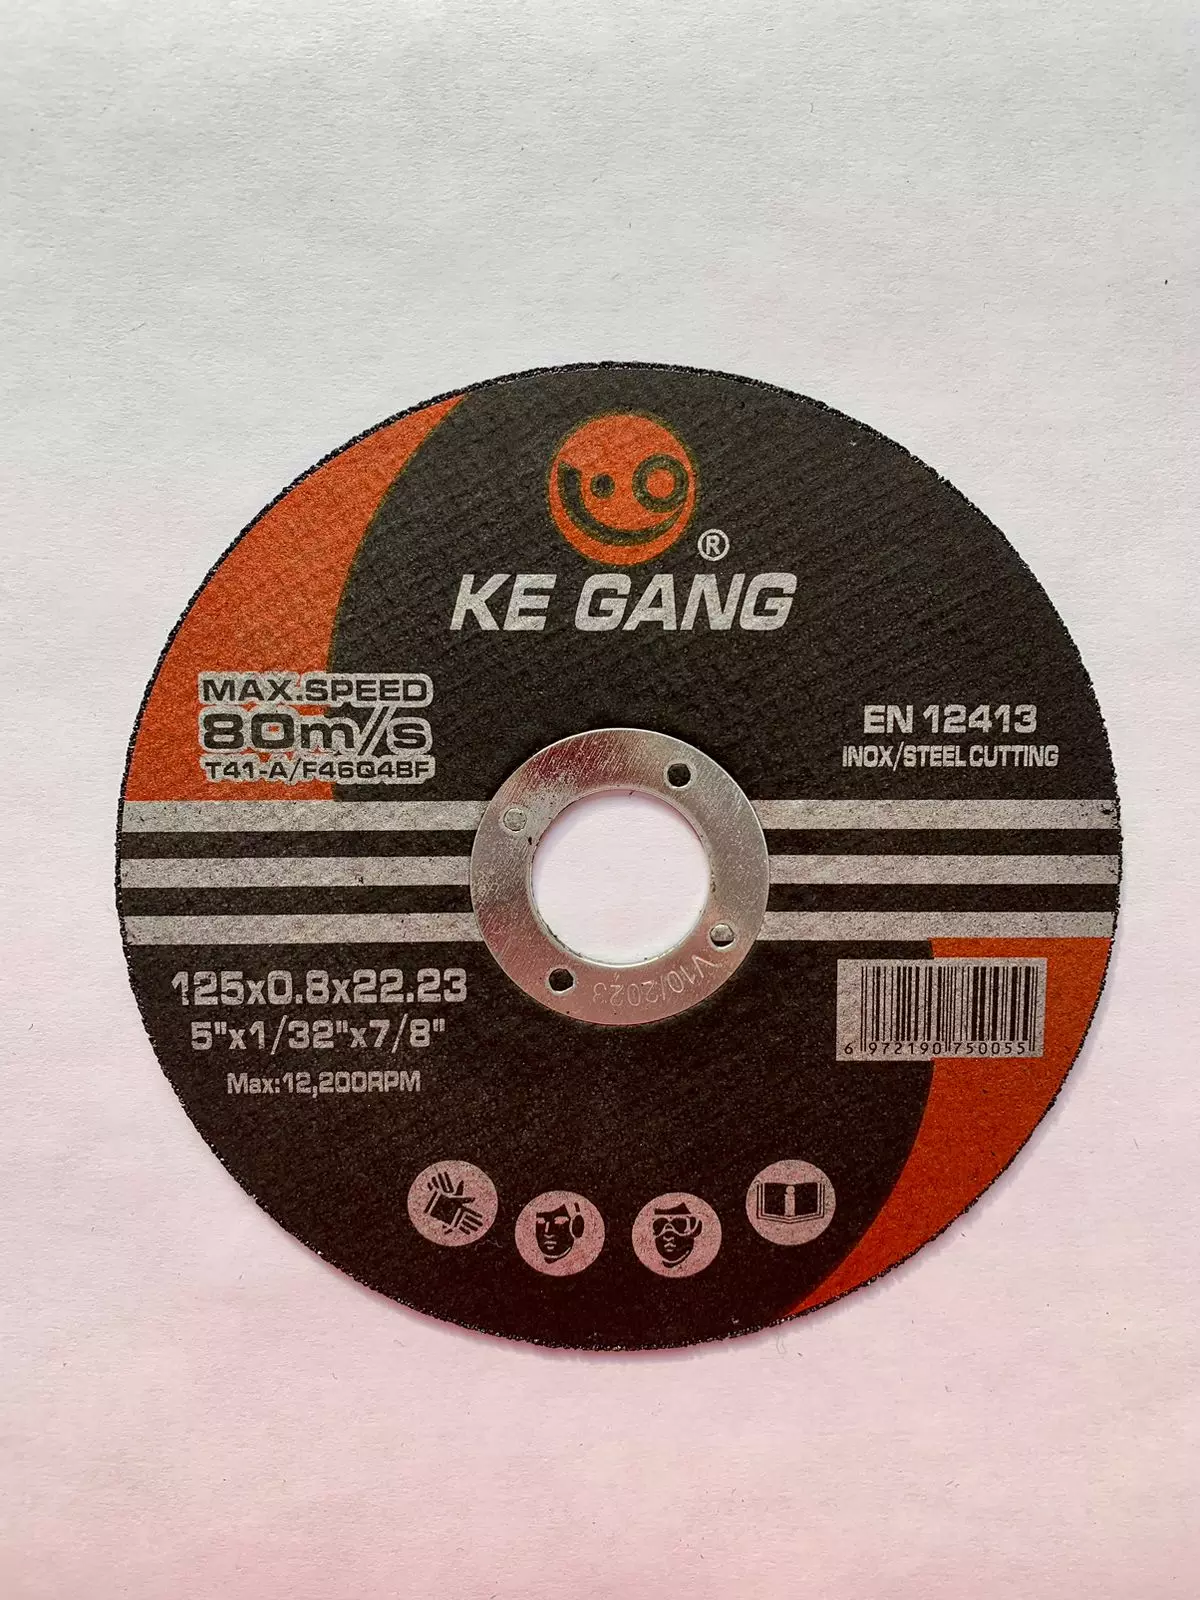 ®
KE GANG
MAX.SPEED
80m/s
T41-A/F46Q4BF
EN 12413
INOX/STEEL CUTTING
125x0.8x22.23
5"x1/32"x7/8"
Max:12,200RPM
V10/2023
6 972190 750055